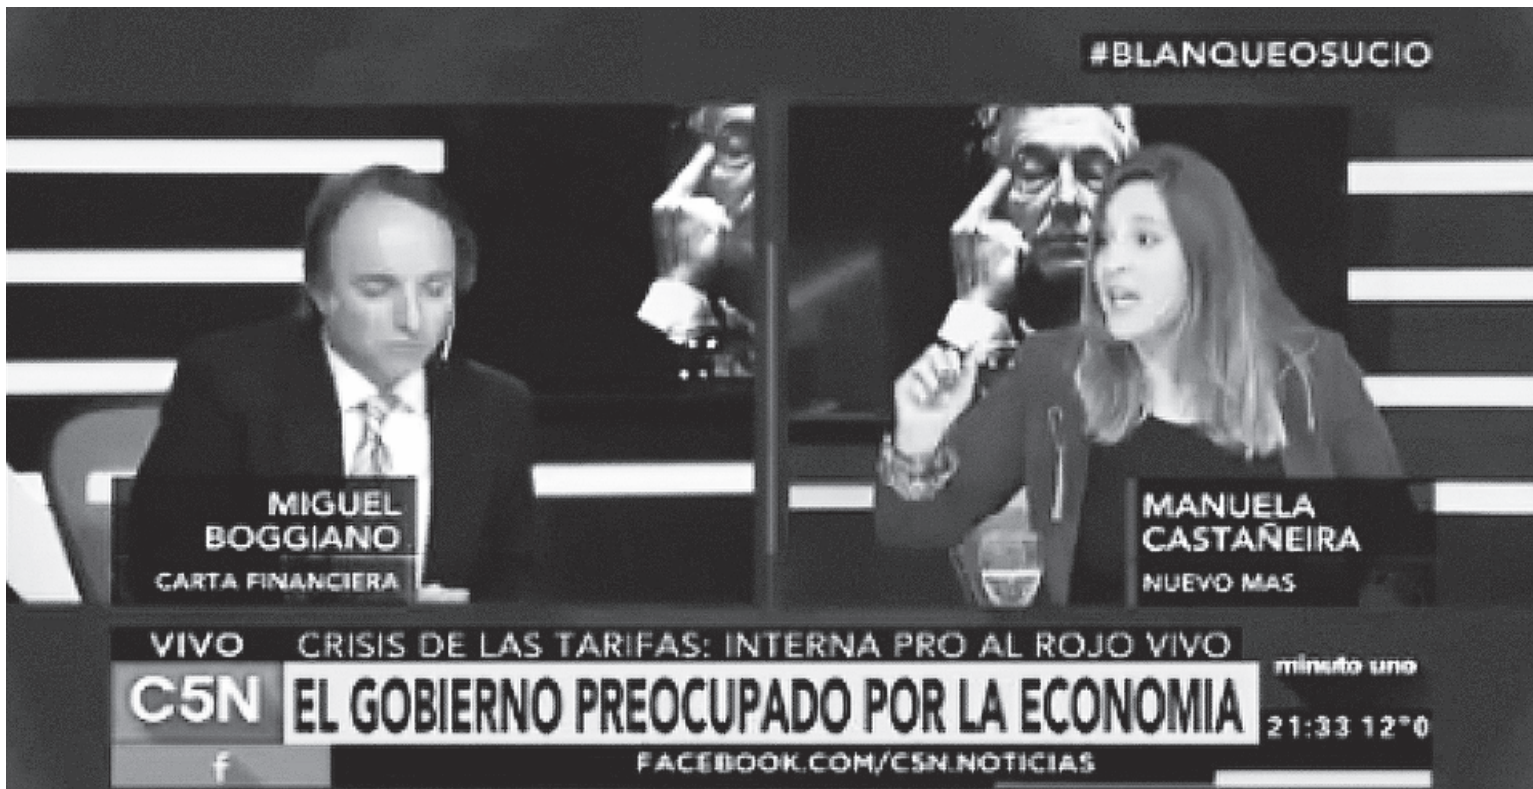 #BLANQUEOSUCIO
MIGUEL
BOGGIANO
CARTA FINANCIERA
MANUELA
CASTAÑEIRA
NUEVO MAS
VIVO
CRISIS DE LAS TARIFAS: INTERNA PRO AL ROJO VIVO
C5N
EL GOBIERNO PREOCUPADO POR LA ECONOMIA
minuto uno
21:33 12°0
f
FACEBOOK.COM/C5N.NOTICIAS